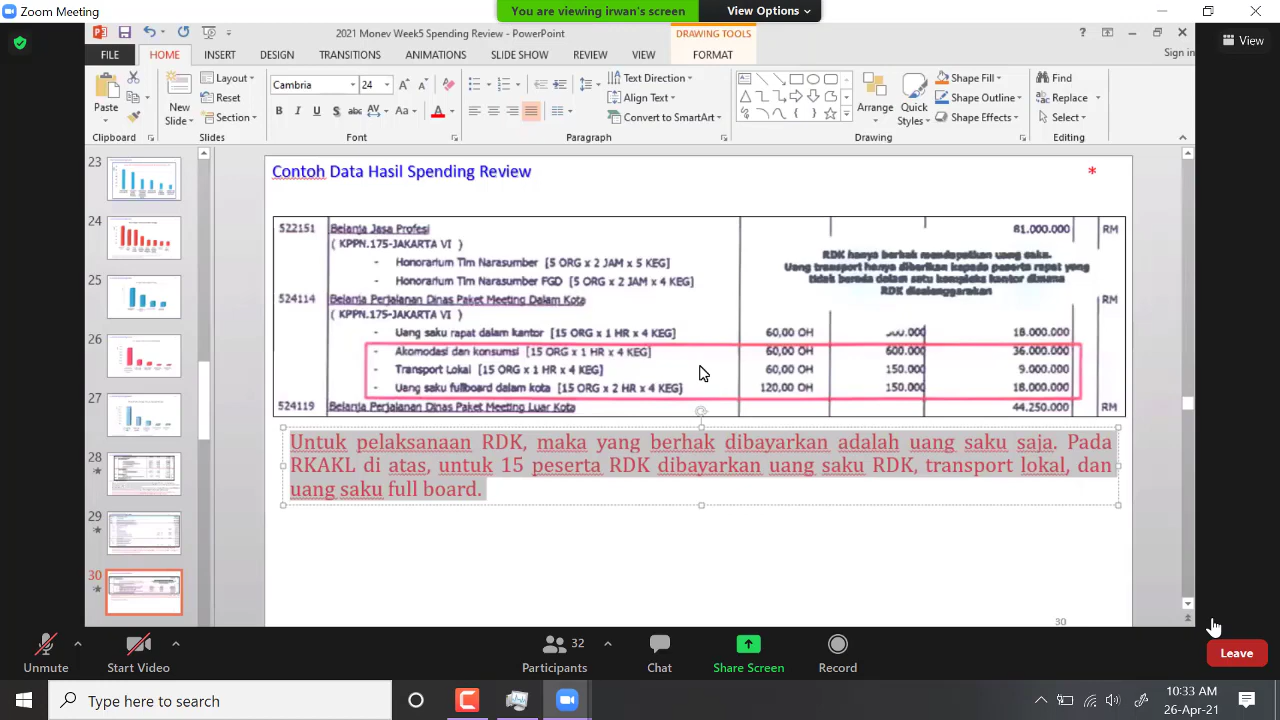 Zoom Meeting
You are viewing irwan's screen
View Options
View
2021 Monev Week5 Spending Review - PowerPoint
DRAWING TOOLS
?
FILE HOME INSERT DESIGN TRANSITIONS ANIMATIONS SLIDE SHOW REVIEW VIEW FORMAT
Sign in
Paste
New
Slide
Layout
Reset
Section
Cambria 24
B I U S abc AV Aa A
Text Direction
Align Text
Convert to SmartArt
Arrange
Quick
Styles
Shape Fill
Shape Outline
Shape Effects
Find
Replace
Select
Clipboard Slides Font Paragraph Drawing Editing
23
24
25
26
27
28
29
30
Contoh Data Hasil Spending Review *
522151 Belanja Jasa Profesi 81.000.000 RM
( KPPN.175-JAKARTA VI )
- Honorarium Tim Narasumber [5 ORG x 2 JAM x 5 KEG]
- Honorarium Tim Narasumber FGD [5 ORG x 2 JAM x 4 KEG]
RDK hanya berhak mendapatkan uang saku.
Uang transport hanya diberikan kepada peserta rapat yang
tidak berada dalam satu kompleks kantor dimana
RDK diselenggarakan
524114 Belanja Perjalanan Dinas Paket Meeting Dalam Kota RM
( KPPN.175-JAKARTA VI )
- Uang saku rapat dalam kantor [15 ORG x 1 HR x 4 KEG] 60,00 OH 300.000 18.000.000
- Akomodasi dan konsumsi [15 ORG x 1 HR x 4 KEG] 60,00 OH 600.000 36.000.000
- Transport Lokal [15 ORG x 1 HR x 4 KEG] 60,00 OH 150.000 9.000.000
- Uang saku fullboard dalam kota [15 ORG x 2 HR x 4 KEG] 120,00 OH 150.000 18.000.000
524119 Belanja Perjalanan Dinas Paket Meeting Luar Kota 44.250.000 RM
Untuk pelaksanaan RDK, maka yang berhak dibayarkan adalah uang saku saja. Pada
RKAKL di atas, untuk 15 peserta RDK dibayarkan uang saku RDK, transport lokal, dan
uang saku full board.
30
Unmute
Start Video
32
Participants
Chat
Share Screen
Record
Leave
Type here to search
10:33 AM
26-Apr-21